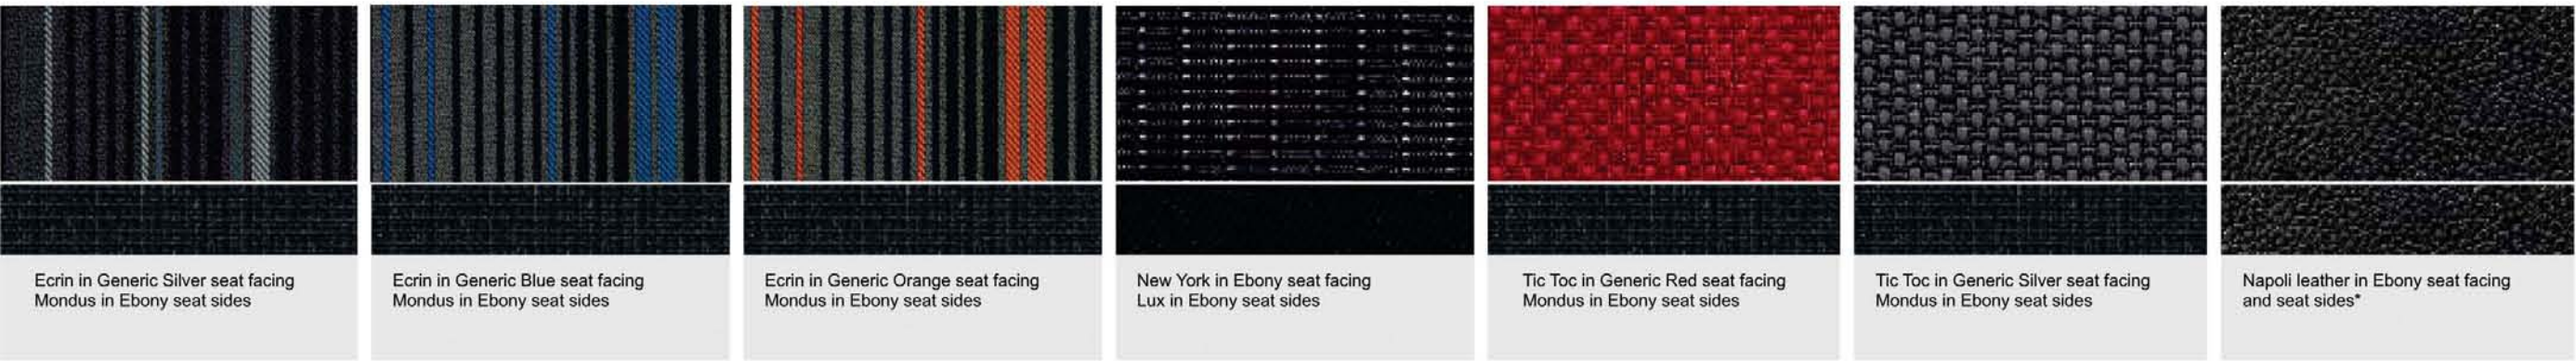 Ecrin in Generic Silver seat facing
Mondus in Ebony seat sides
Ecrin in Generic Blue seat facing
Mondus in Ebony seat sides
Ecrin in Generic Orange seat facing
Mondus in Ebony seat sides
New York in Ebony seat facing
Lux in Ebony seat sides
Tic Toc in Generic Red seat facing
Mondus in Ebony seat sides
Tic Toc in Generic Silver seat facing
Mondus in Ebony seat sides
Napoli leather in Ebony seat facing
and seat sides*